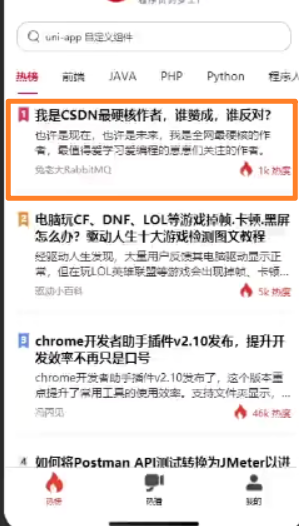 uni-app 自定义组件
热榜 前端 JAVA PHP Python 程序人
1 我是CSDN最硬核作者，谁赞成，谁反对？
也许是现在，也许是未来，我是全网最硬核的作
者，最值得爱学习爱编程的崽崽们关注的作者。
兔老大RabbitMQ 1k 热度
2 电脑玩CF、DNF、LOL等游戏掉帧.卡顿.黑屏
怎么办？驱动人生十大游戏检测图文教程
经驱动人生发现，大量用户反馈其电脑驱动显示正
常，但在玩LOL英雄联盟等游戏会出现掉帧、卡顿...
驱动小百科 5k 热度
3 chrome开发者助手插件v2.10发布，提升开
发效率不再只是口号
chrome开发者助手插件v2.10发布了，这个版本重
点提升了常用工具的使用效率。支持文件夹显示，...
46k 热度
4 如何将Postman API测试转换为JMeter以进
热榜 热播 我的